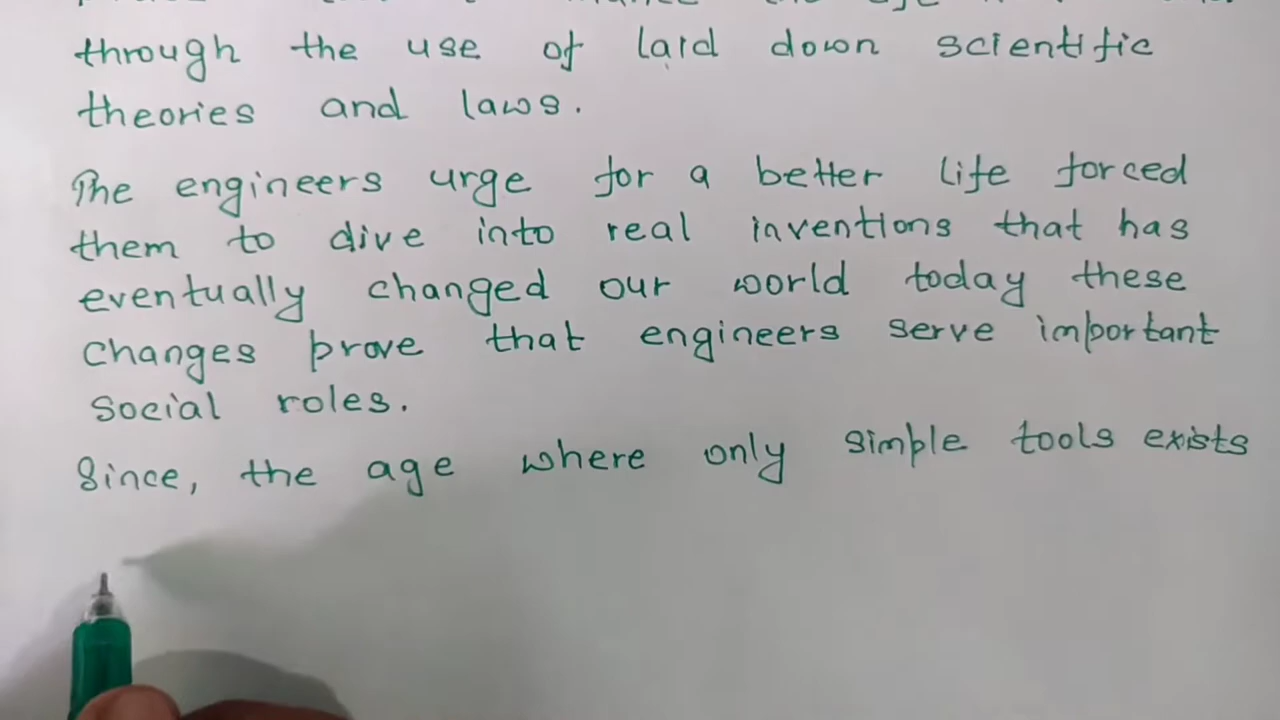 through the use of laid down scientific
theories and laws.
The engineers urge for a better life forced
them to dive into real inventions that has
eventually changed our world today these
changes prove that engineers serve important
social roles.
Since, the age where only simple tools exists